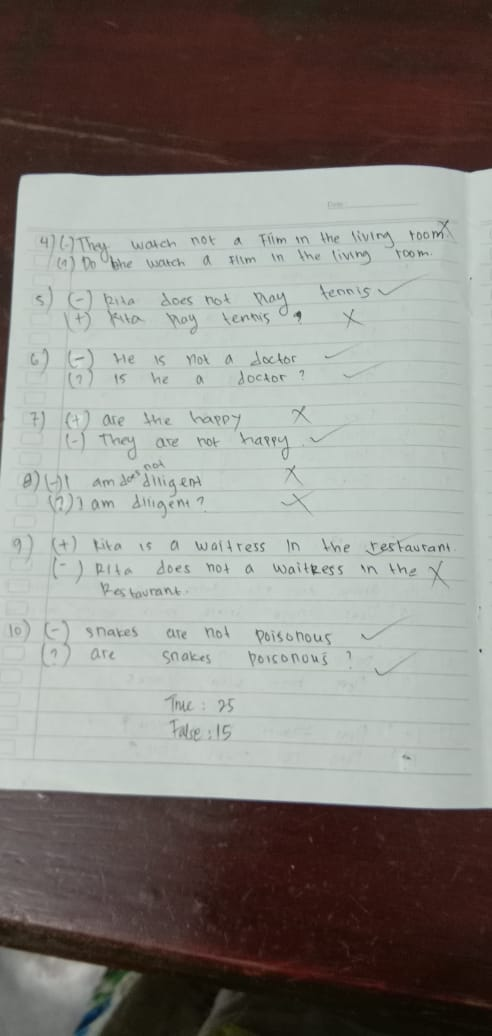 Date
4) (-) They watch not a Film in the living room X
(?) Do the watch a film in the living room.
5) (-) Rita does not play tennis ✓
(+) Rita play tennis ? X
6) (-) He is not a doctor ✓
(?) is he a doctor ? ✓
7) (+) are the happy X
(-) They are not happy. ✓
8) (-) I am does not diligent X
(?) I am diligent ? X
9) (+) Rita is a waitress in the restaurant.
(-) Rita does not a waitress in the X
Restaurant.
10) (-) snakes are not poisonous ✓
(?) are snakes poisonous ? ✓
True : 25
False : 15